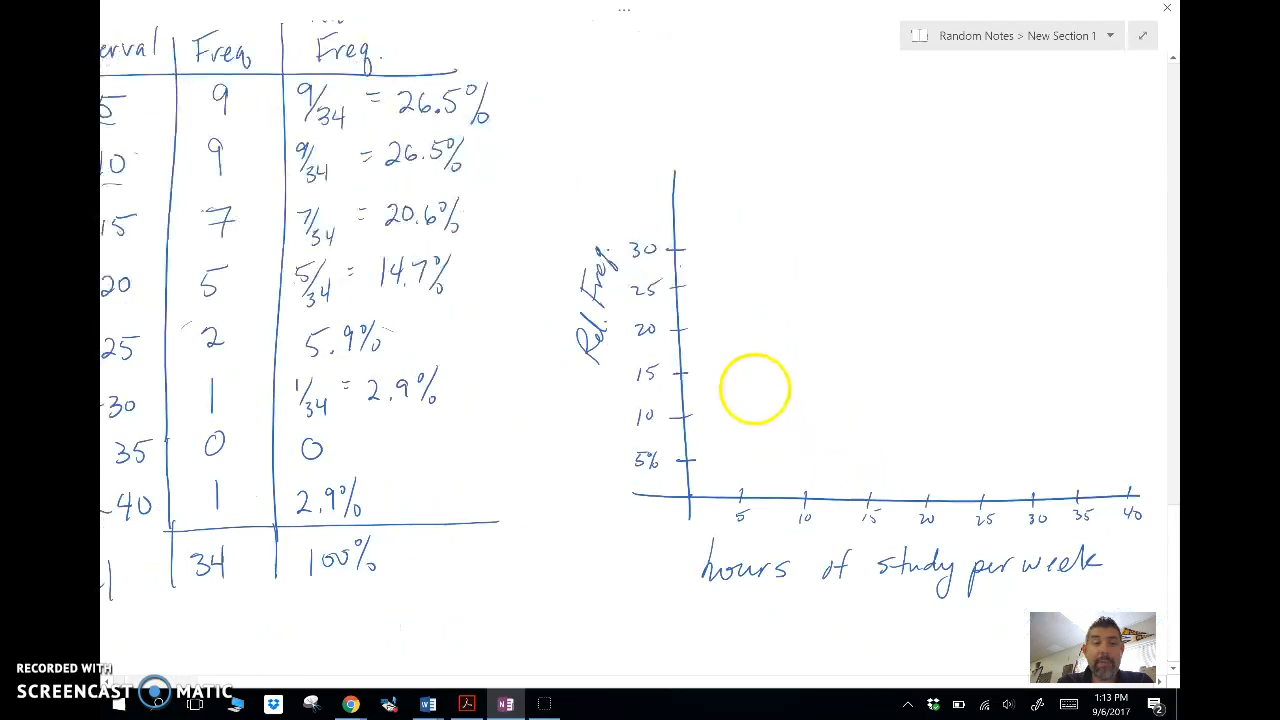 Random Notes > New Section 1
erval Freq. Freq.
5 9 9/34 = 26.5%
10 9 9/34 = 26.5%
15 7 7/34 = 20.6%
20 5 5/34 = 14.7%
25 2 5.9%
-30 1 1/34 = 2.9%
35 0 0
-40 1 2.9%
34 100%
Rel. Freq.
30
25
20
15
10
5%
5 10 15 20 25 30 35 40
hours of study per week
RECORDED WITH
SCREENCAST MATIC
1:13 PM
9/6/2017
2